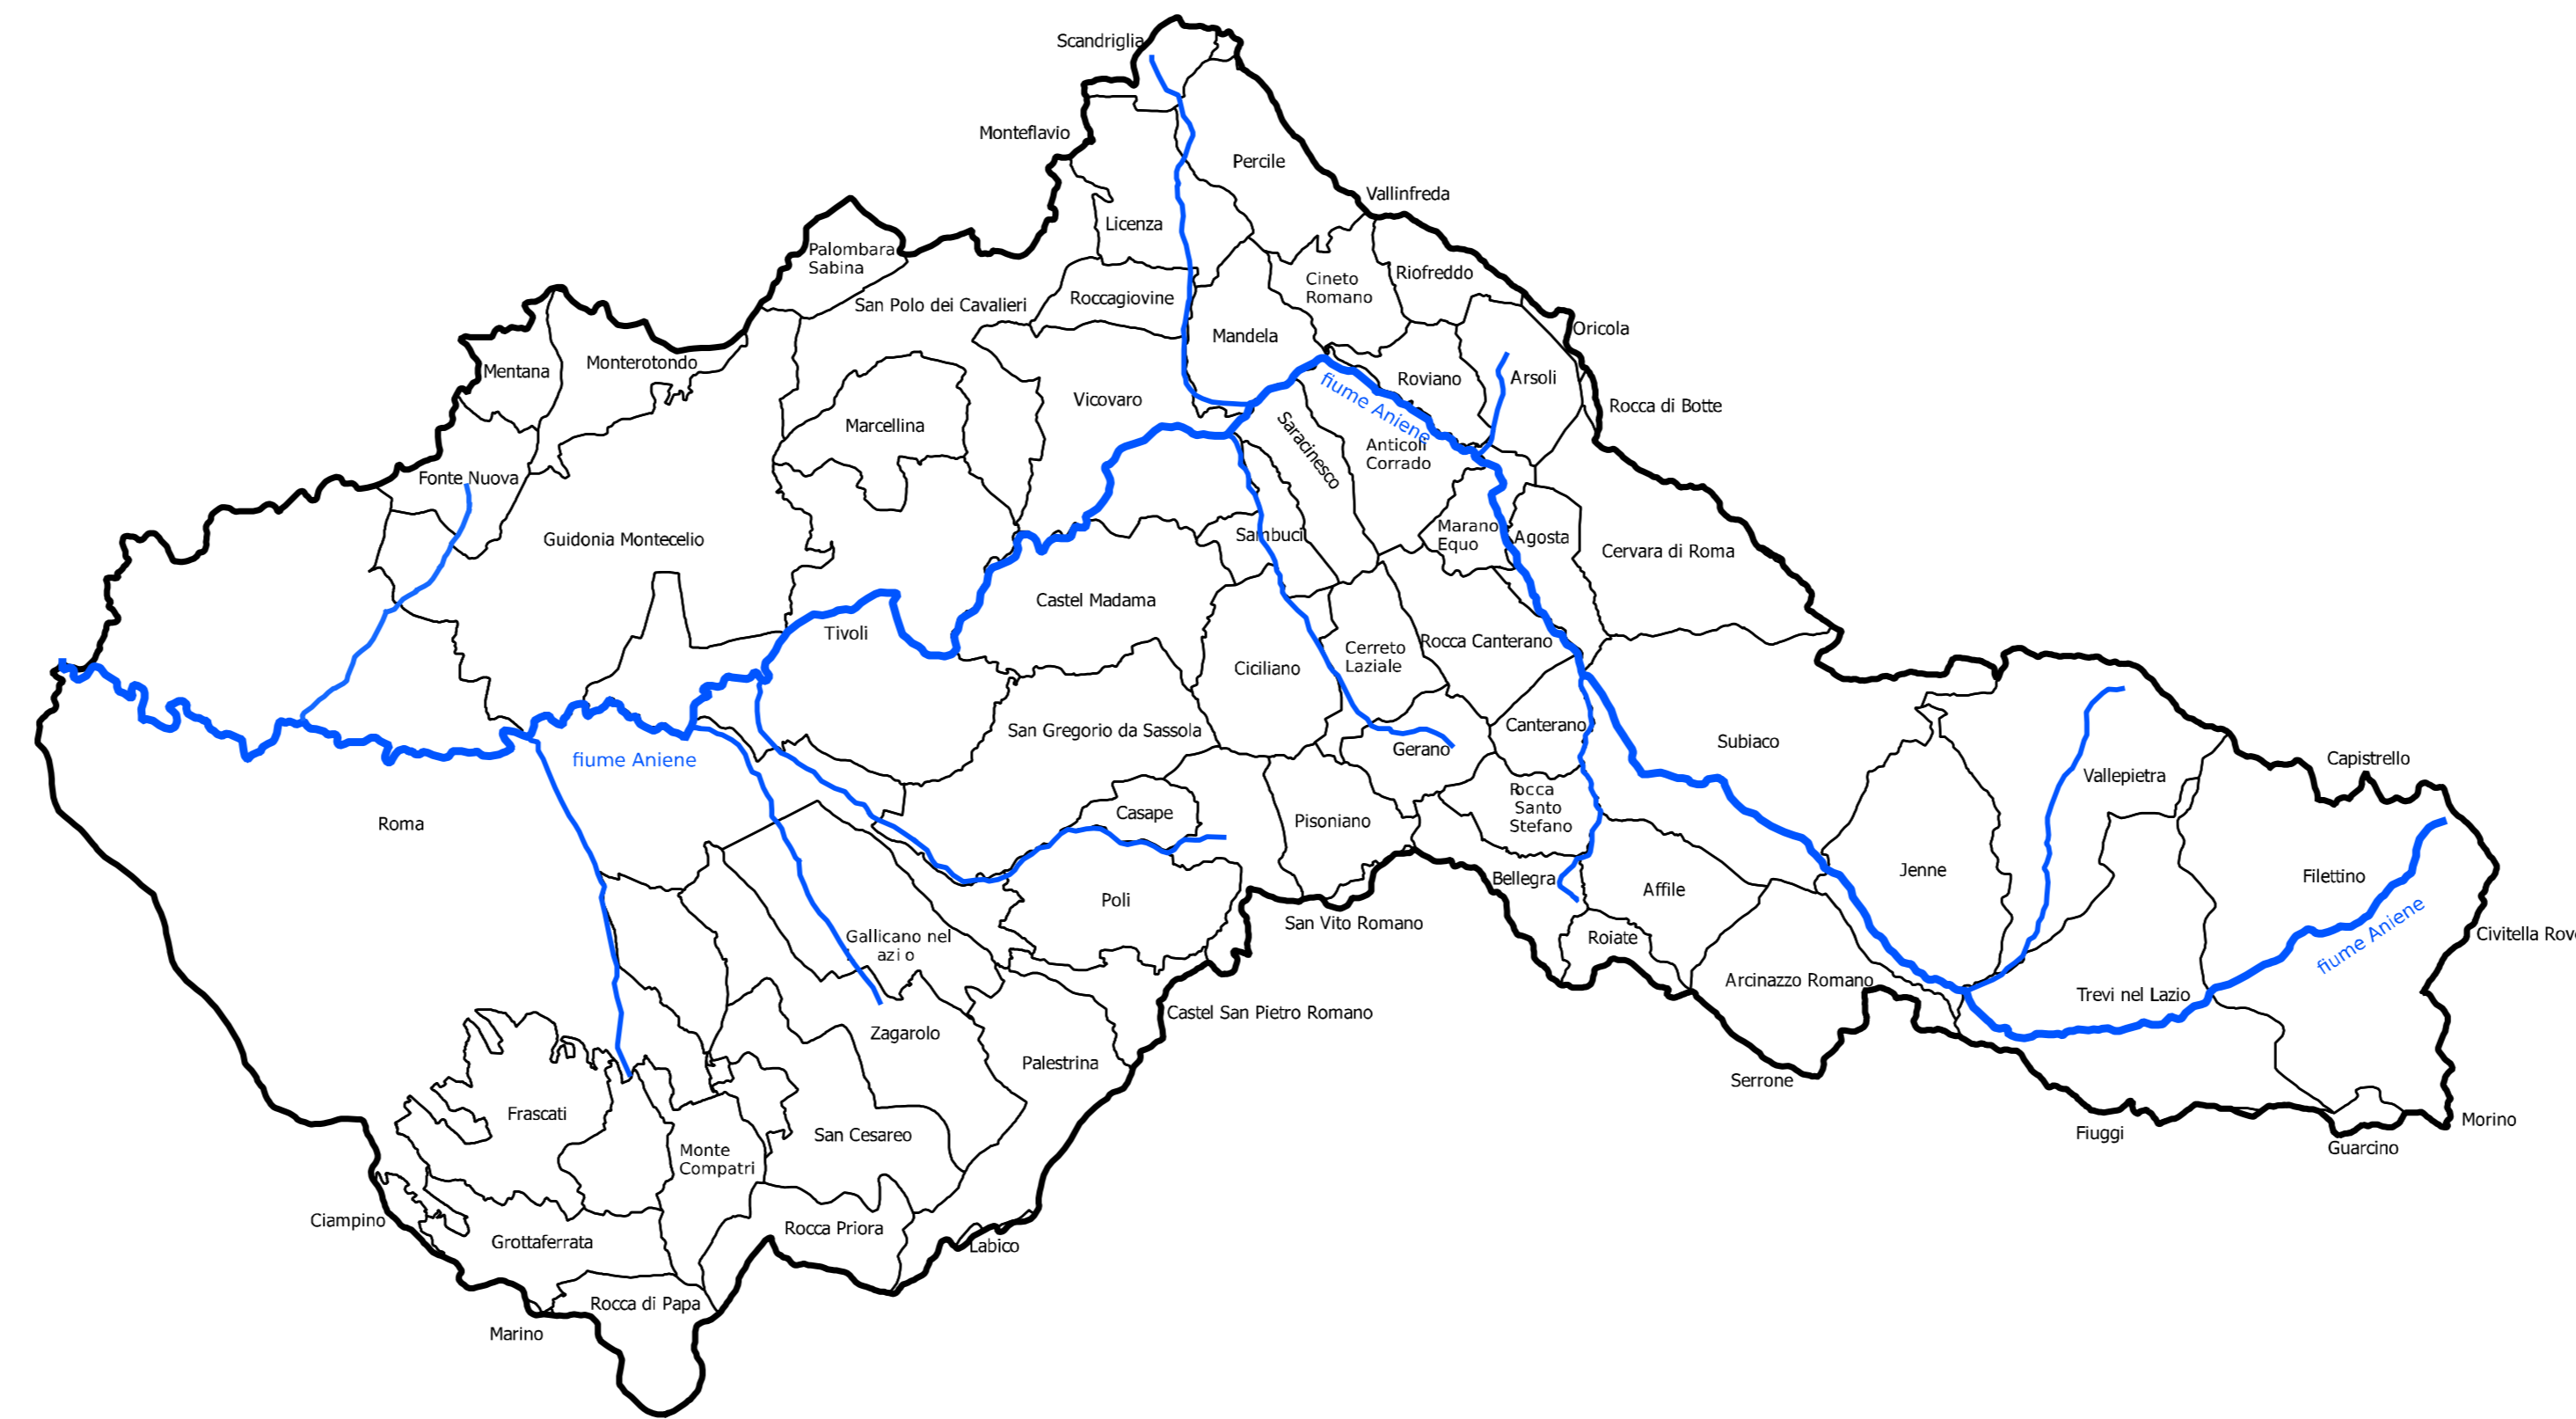 Scandriglia
Monteflavio
Percile
Vallinfreda
Licenza
Palombara
Sabina
San Polo dei Cavalieri
Roccagiovine
Cineto
Romano
Riofreddo
Oricola
Mandela
Mentana
Monterotondo
Roviano
Arsoli
fiume Aniene
Vicovaro
Rocca di Botte
Marcellina
Saracinesco
Anticoli
Corrado
Fonte Nuova
Guidonia Montecelio
Sambuci
Marano
Equo
Agosta
Cervara di Roma
Castel Madama
Tivoli
Ciciliano
Cerreto
Laziale
Rocca Canterano
San Gregorio da Sassola
Canterano
Gerano
Subiaco
fiume Aniene
Capistrello
Vallepietra
Roma
Casape
Pisoniano
Rocca
Santo
Stefano
Jenne
Filettino
Bellegra
Affile
Poli
San Vito Romano
Roiate
fiume Aniene
Civitella Rov
Gallicano nel
azi o
Arcinazzo Romano
Trevi nel Lazio
Castel San Pietro Romano
Zagarolo
Palestrina
Serrone
Frascati
San Cesareo
Monte
Compatri
Fiuggi
Morino
Guarcino
Ciampino
Grottaferrata
Rocca Priora
Labico
Rocca di Papa
Marino